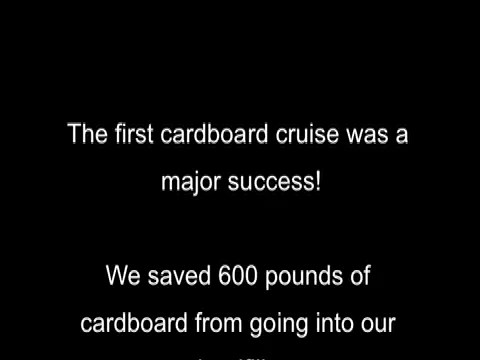 The first cardboard cruise was a
major success!
We saved 600 pounds of
cardboard from going into our